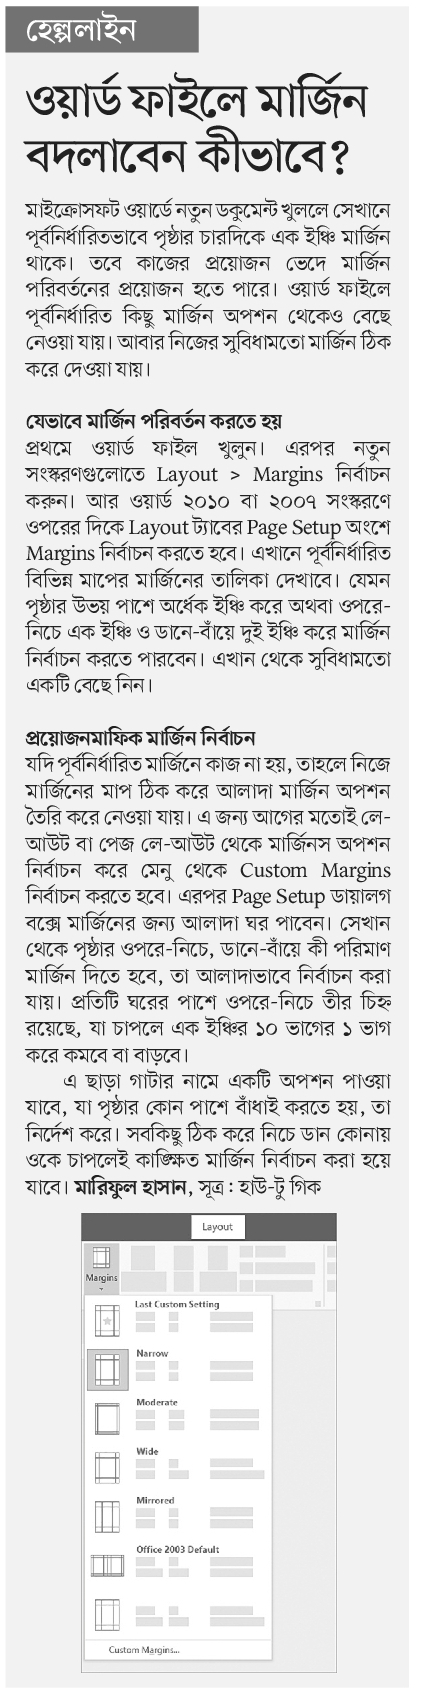 হেল্পলাইন
ওয়ার্ড ফাইলে মার্জিন
বদলাবেন কীভাবে?
মাইক্রোসফট ওয়ার্ডে নতুন ডকুমেন্ট খুললে সেখানে
পূর্বনির্ধারিতভাবে পৃষ্ঠার চারদিকে এক ইঞ্চি মার্জিন
থাকে। তবে কাজের প্রয়োজন ভেদে মার্জিন
পরিবর্তনের প্রয়োজন হতে পারে। ওয়ার্ড ফাইলে
পূর্বনির্ধারিত কিছু মার্জিন অপশন থেকেও বেছে
নেওয়া যায়। আবার নিজের সুবিধামতো মার্জিন ঠিক
করে দেওয়া যায়।
যেভাবে মার্জিন পরিবর্তন করতে হয়
প্রথমে ওয়ার্ড ফাইল খুলুন। এরপর নতুন
সংস্করণগুলোতে Layout > Margins নির্বাচন
করুন। আর ওয়ার্ড ২০১০ বা ২০০৭ সংস্করণে
ওপরের দিকে Layout ট্যাবের Page Setup অংশে
Margins নির্বাচন করতে হবে। এখানে পূর্বনির্ধারিত
বিভিন্ন মাপের মার্জিনের তালিকা দেখাবে। যেমন
পৃষ্ঠার উভয় পাশে অর্ধেক ইঞ্চি করে অথবা ওপরে-
নিচে এক ইঞ্চি ও ডানে-বাঁয়ে দুই ইঞ্চি করে মার্জিন
নির্বাচন করতে পারবেন। এখান থেকে সুবিধামতো
একটি বেছে নিন।
প্রয়োজনমাফিক মার্জিন নির্বাচন
যদি পূর্বনির্ধারিত মার্জিনে কাজ না হয়, তাহলে নিজে
মার্জিনের মাপ ঠিক করে আলাদা মার্জিন অপশন
তৈরি করে নেওয়া যায়। এ জন্য আগের মতোই লে-
আউট বা পেজ লে-আউট থেকে মার্জিনস অপশন
নির্বাচন করে মেনু থেকে Custom Margins
নির্বাচন করতে হবে। এরপর Page Setup ডায়ালগ
বক্সে মার্জিনের জন্য আলাদা ঘর পাবেন। সেখান
থেকে পৃষ্ঠার ওপরে-নিচে, ডানে-বাঁয়ে কী পরিমাণ
মার্জিন দিতে হবে, তা আলাদাভাবে নির্বাচন করা
যায়। প্রতিটি ঘরের পাশে ওপরে-নিচে তীর চিহ্ন
রয়েছে, যা চাপলে এক ইঞ্চির ১০ ভাগের ১ ভাগ
করে কমবে বা বাড়বে।
এ ছাড়া গাটার নামে একটি অপশন পাওয়া
যাবে, যা পৃষ্ঠার কোন পাশে বাঁধাই করতে হয়, তা
নির্দেশ করে। সবকিছু ঠিক করে নিচে ডান কোনায়
ওকে চাপলেই কাঙ্ক্ষিত মার্জিন নির্বাচন করা হয়ে
যাবে। মারিফুল হাসান, সূত্র : হাউ-টু গিক
Layout
Margins
Last Custom Setting
Narrow
Moderate
Wide
Mirrored
Office 2003 Default
Custom Margins...